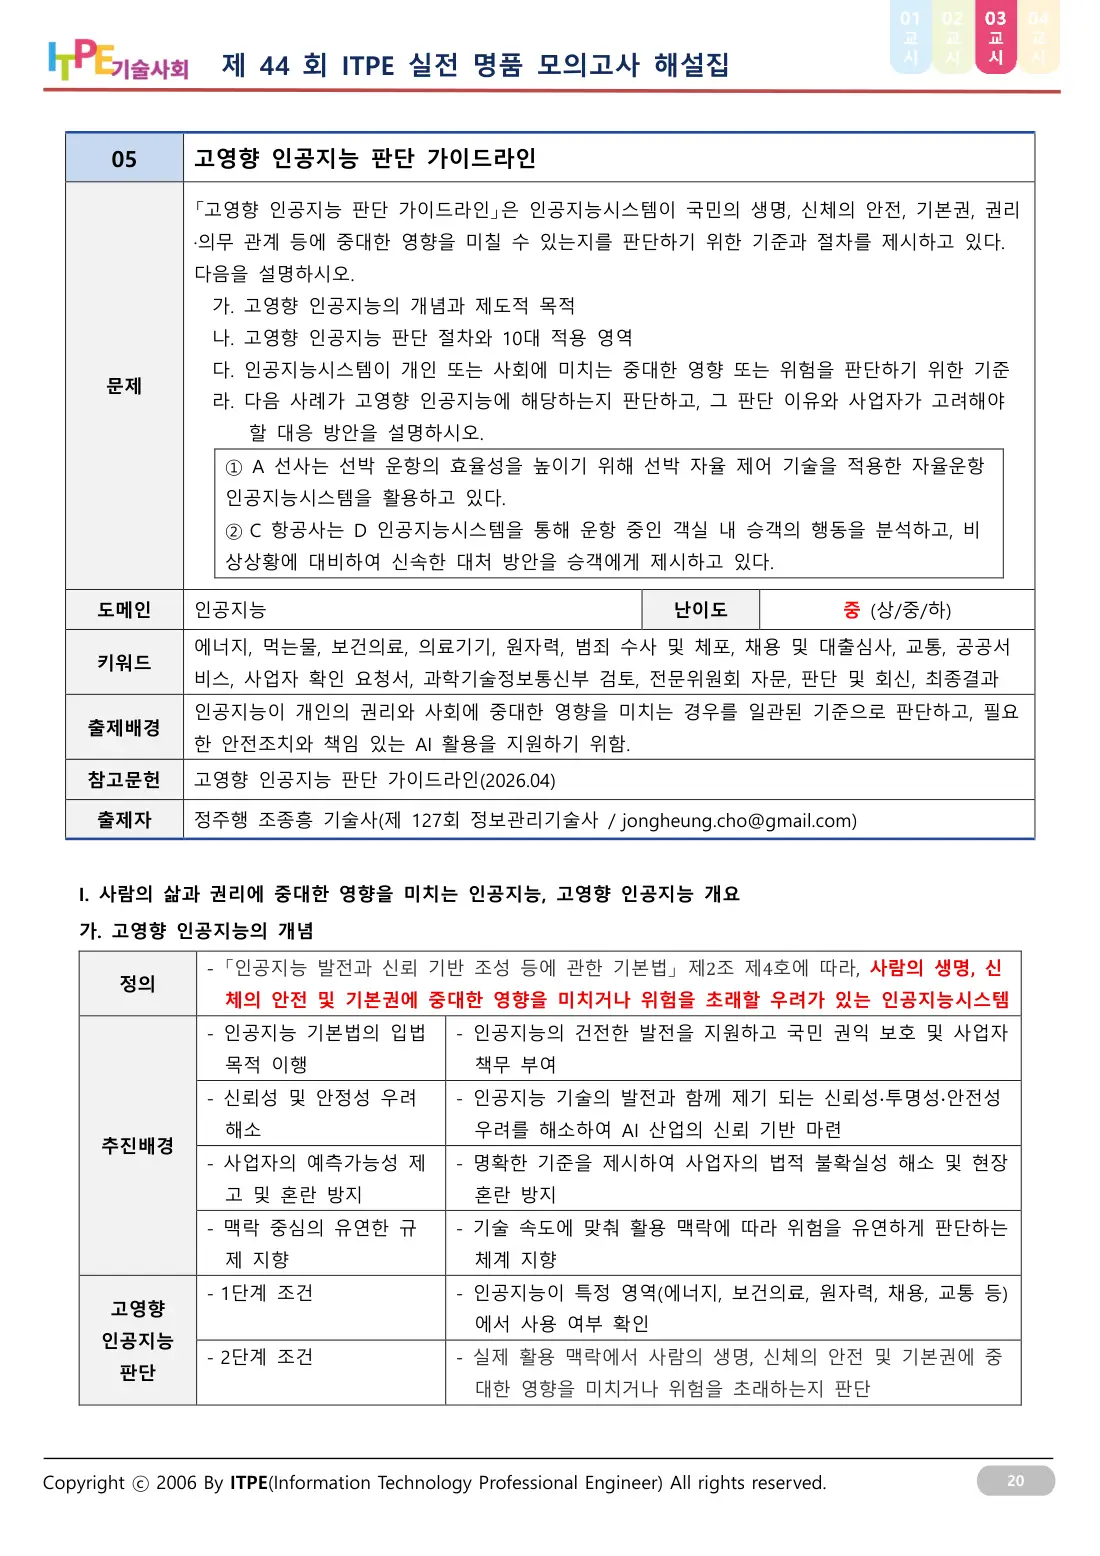 ITPE기술사회
제 44 회 ITPE 실전 명품 모의고사 해설집
01 교시
02 교시
03 교시
04 교시
05 고영향 인공지능 판단 가이드라인
문제
「고영향 인공지능 판단 가이드라인」은 인공지능시스템이 국민의 생명, 신체의 안전, 기본권, 권리
·의무 관계 등에 중대한 영향을 미칠 수 있는지를 판단하기 위한 기준과 절차를 제시하고 있다.
다음을 설명하시오.
가. 고영향 인공지능의 개념과 제도적 목적
나. 고영향 인공지능 판단 절차와 10대 적용 영역
다. 인공지능시스템이 개인 또는 사회에 미치는 중대한 영향 또는 위험을 판단하기 위한 기준
라. 다음 사례가 고영향 인공지능에 해당하는지 판단하고, 그 판단 이유와 사업자가 고려해야
할 대응 방안을 설명하시오.
① A 선사는 선박 운항의 효율성을 높이기 위해 선박 자율 제어 기술을 적용한 자율운항
인공지능시스템을 활용하고 있다.
② C 항공사는 D 인공지능시스템을 통해 운항 중인 객실 내 승객의 행동을 분석하고, 비
상상황에 대비하여 신속한 대처 방안을 승객에게 제시하고 있다.
도메인 인공지능 난이도 중 (상/중/하)
키워드
에너지, 먹는물, 보건의료, 의료기기, 원자력, 범죄 수사 및 체포, 채용 및 대출심사, 교통, 공공서
비스, 사업자 확인 요청서, 과학기술정보통신부 검토, 전문위원회 자문, 판단 및 회신, 최종결과
출제배경
인공지능이 개인의 권리와 사회에 중대한 영향을 미치는 경우를 일관된 기준으로 판단하고, 필요
한 안전조치와 책임 있는 AI 활용을 지원하기 위함.
참고문헌 고영향 인공지능 판단 가이드라인(2026.04)
출제자 정주행 조종흥 기술사(제 127회 정보관리기술사 / jongheung.cho@gmail.com)
I. 사람의 삶과 권리에 중대한 영향을 미치는 인공지능, 고영향 인공지능 개요
가. 고영향 인공지능의 개념
정의
- 「인공지능 발전과 신뢰 기반 조성 등에 관한 기본법」 제2조 제4호에 따라, 사람의 생명, 신
체의 안전 및 기본권에 중대한 영향을 미치거나 위험을 초래할 우려가 있는 인공지능시스템
추진배경
- 인공지능 기본법의 입법
목적 이행
- 인공지능의 건전한 발전을 지원하고 국민 권익 보호 및 사업자
책무 부여
- 신뢰성 및 안정성 우려
해소
- 인공지능 기술의 발전과 함께 제기 되는 신뢰성·투명성·안전성
우려를 해소하여 AI 산업의 신뢰 기반 마련
- 사업자의 예측가능성 제
고 및 혼란 방지
- 명확한 기준을 제시하여 사업자의 법적 불확실성 해소 및 현장
혼란 방지
- 맥락 중심의 유연한 규
제 지향
- 기술 속도에 맞춰 활용 맥락에 따라 위험을 유연하게 판단하는
체계 지향
고영향
인공지능
판단
- 1단계 조건
- 인공지능이 특정 영역(에너지, 보건의료, 원자력, 채용, 교통 등)
에서 사용 여부 확인
- 2단계 조건
- 실제 활용 맥락에서 사람의 생명, 신체의 안전 및 기본권에 중
대한 영향을 미치거나 위험을 초래하는지 판단
Copyright ⓒ 2006 By ITPE(Information Technology Professional Engineer) All rights reserved.
20